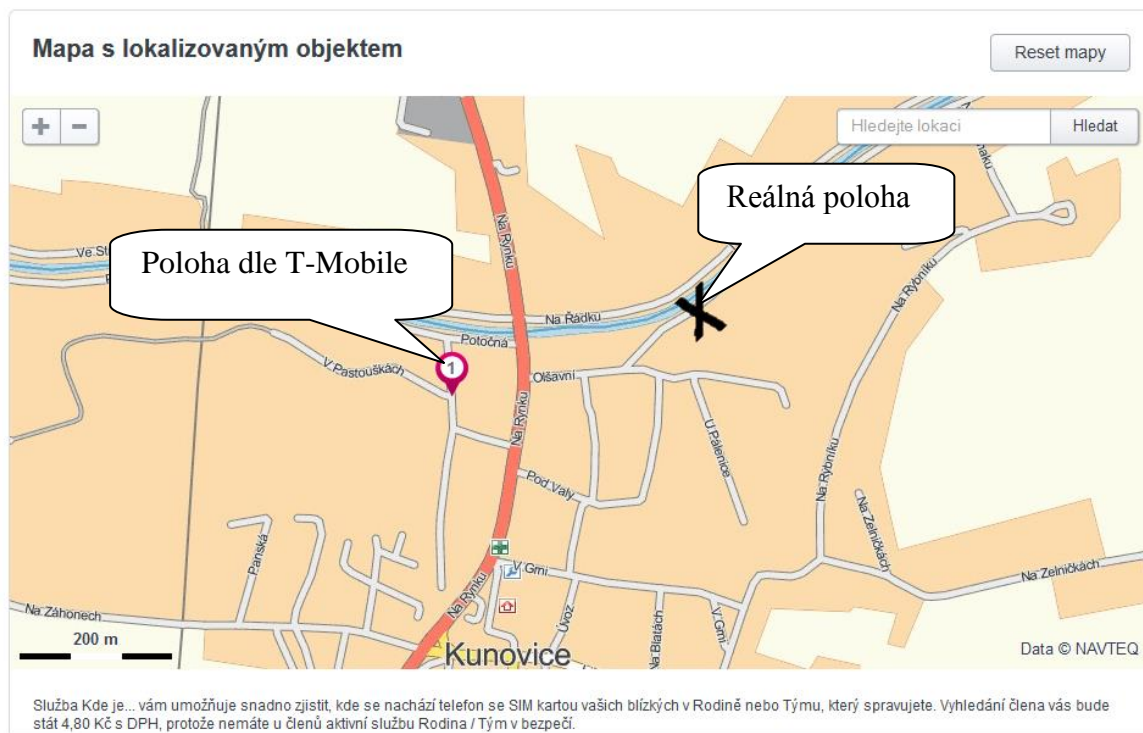 Mapa s lokalizovaným objektem
Reset mapy
+ −
Hledejte lokaci
Hledat
Reálná poloha
Na Rynku
Ve St
Poloha dle T-Mobile
Na Rybníku
Na Řádku
Potočná
V Pastouškách
1
Olšavní
Na Rynku
U Pálenice
Na Rybníku
Pod Valy
Na Zelničkách
Panská
V Grni
Na Zelničkách
Na Rynku
Na Záhonech
Úvoz
Na Blatách
V Grni
200 m
Kunovice
Data © NAVTEQ
Služba Kde je... vám umožňuje snadno zjistit, kde se nachází telefon se SIM kartou vašich blízkých v Rodině nebo Týmu, který spravujete. Vyhledání člena vás bude
stát 4,80 Kč s DPH, protože nemáte u členů aktivní službu Rodina / Tým v bezpečí.